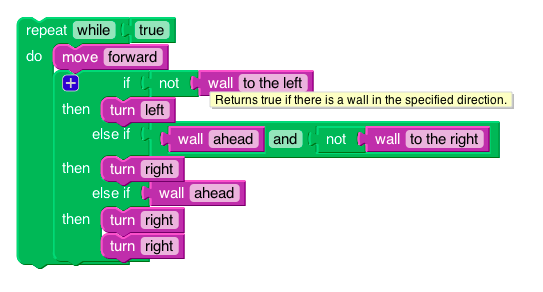 repeat while true
do move forward
if not wall to the left
Returns true if there is a wall in the specified direction.
then turn left
else if wall ahead and not wall to the right
then turn right
else if wall ahead
then turn right
turn right